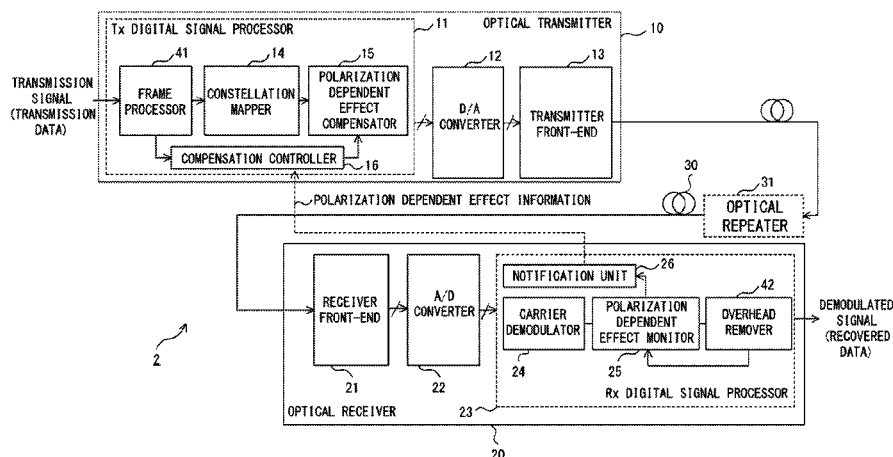 Tx DIGITAL SIGNAL PROCESSOR
11
OPTICAL TRANSMITTER
10
41
14
15
12
13
TRANSMISSION
SIGNAL
(TRANSMISSION
DATA)
FRAME
PROCESSOR
CONSTELLATION
MAPPER
POLARIZATION
DEPENDENT
EFFECT
COMPENSATOR
D/A
CONVERTER
TRANSMITTER
FRONT-END
COMPENSATION CONTROLLER
16
POLARIZATION DEPENDENT EFFECT INFORMATION
30
31
OPTICAL
REPEATER
NOTIFICATION UNIT
26
42
RECEIVER
FRONT-END
A/D
CONVERTER
CARRIER
DEMODULATOR
POLARIZATION
DEPENDENT
EFFECT MONITOR
OVERHEAD
REMOVER
DEMODULATED
SIGNAL
(RECOVERED
DATA)
2
21
22
24
25
Rx DIGITAL SIGNAL PROCESSOR
OPTICAL RECEIVER
23
20